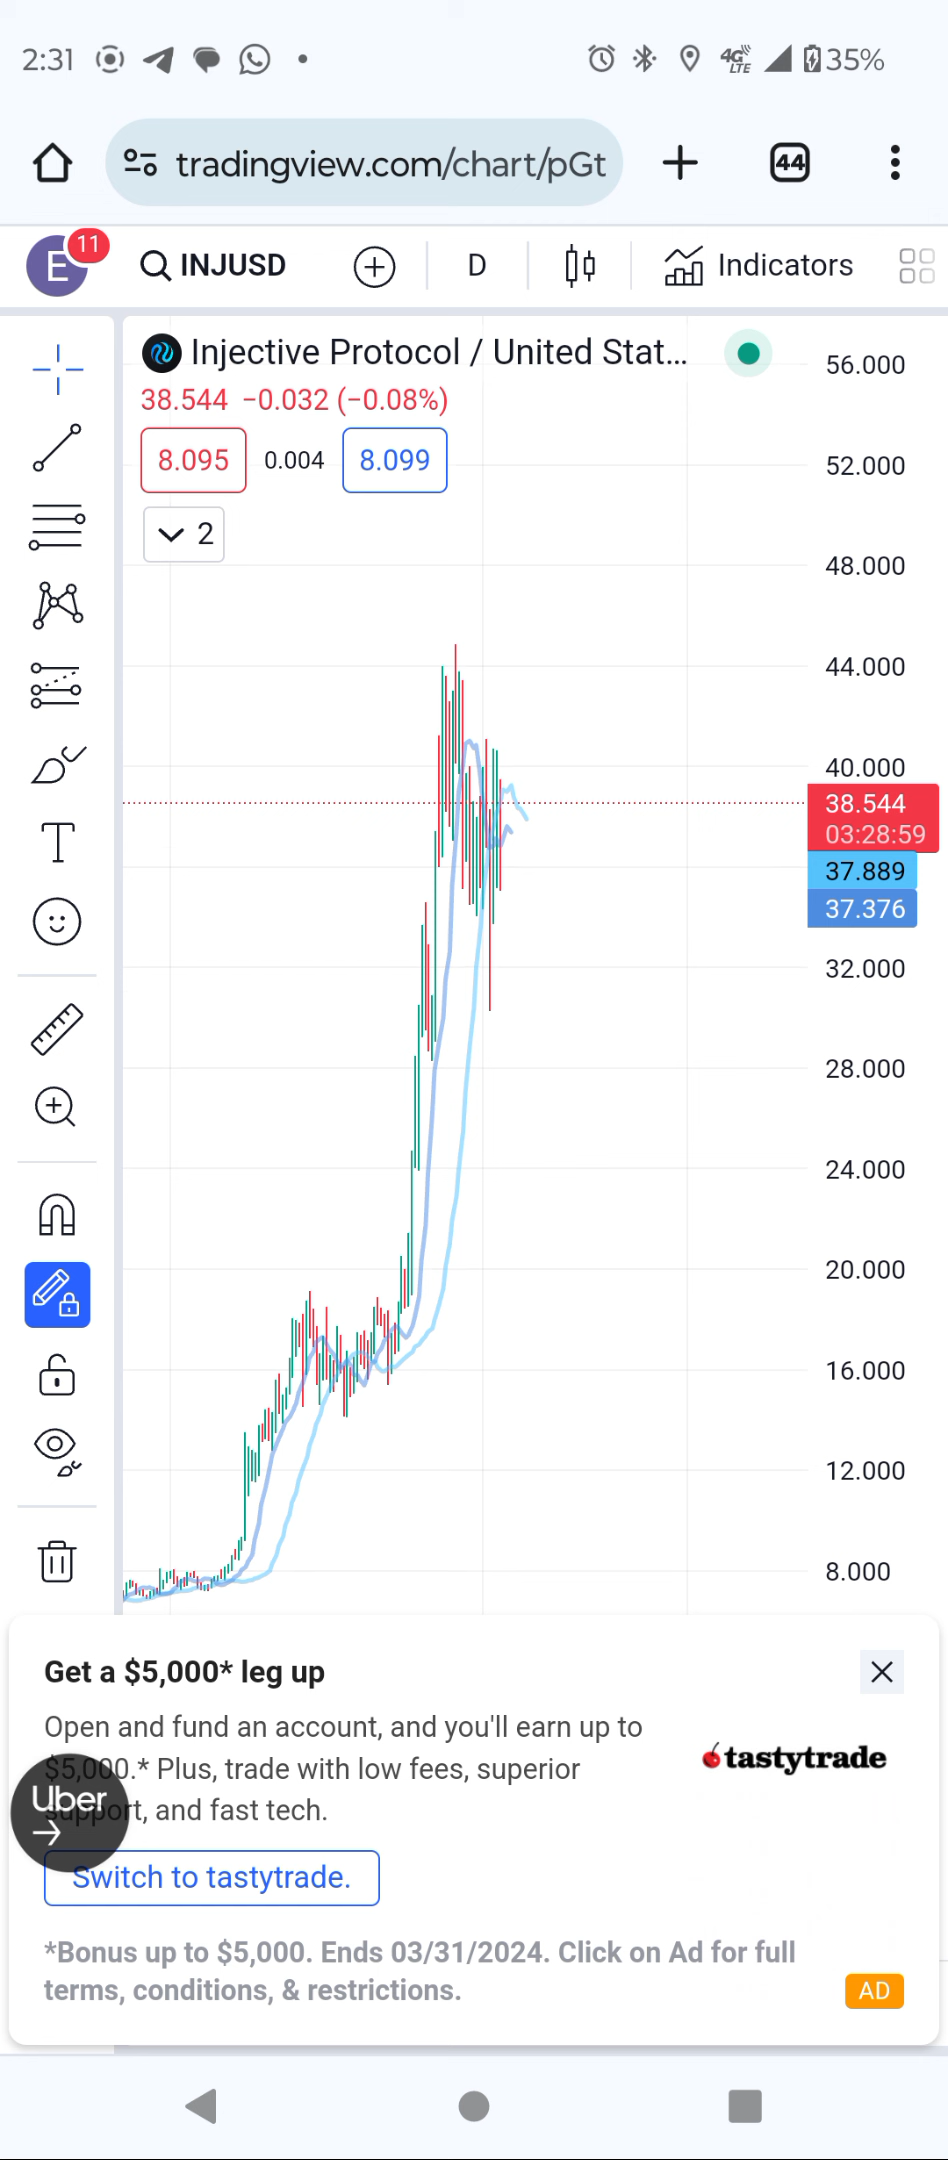 2:31
4G LTE
35%
tradingview.com/chart/pGt
44
E
11
INJUSD
D
Indicators
Injective Protocol / United Stat...
38.544 −0.032 (−0.08%)
8.095 0.004 8.099
2
56.000
52.000
48.000
44.000
40.000
38.544
03:28:59
37.889
37.376
32.000
28.000
24.000
20.000
16.000
12.000
8.000
T
Get a $5,000* leg up
Open and fund an account, and you'll earn up to
$5,000.* Plus, trade with low fees, superior
support, and fast tech.
tastytrade
Uber
Switch to tastytrade.
*Bonus up to $5,000. Ends 03/31/2024. Click on Ad for full
terms, conditions, & restrictions.
AD